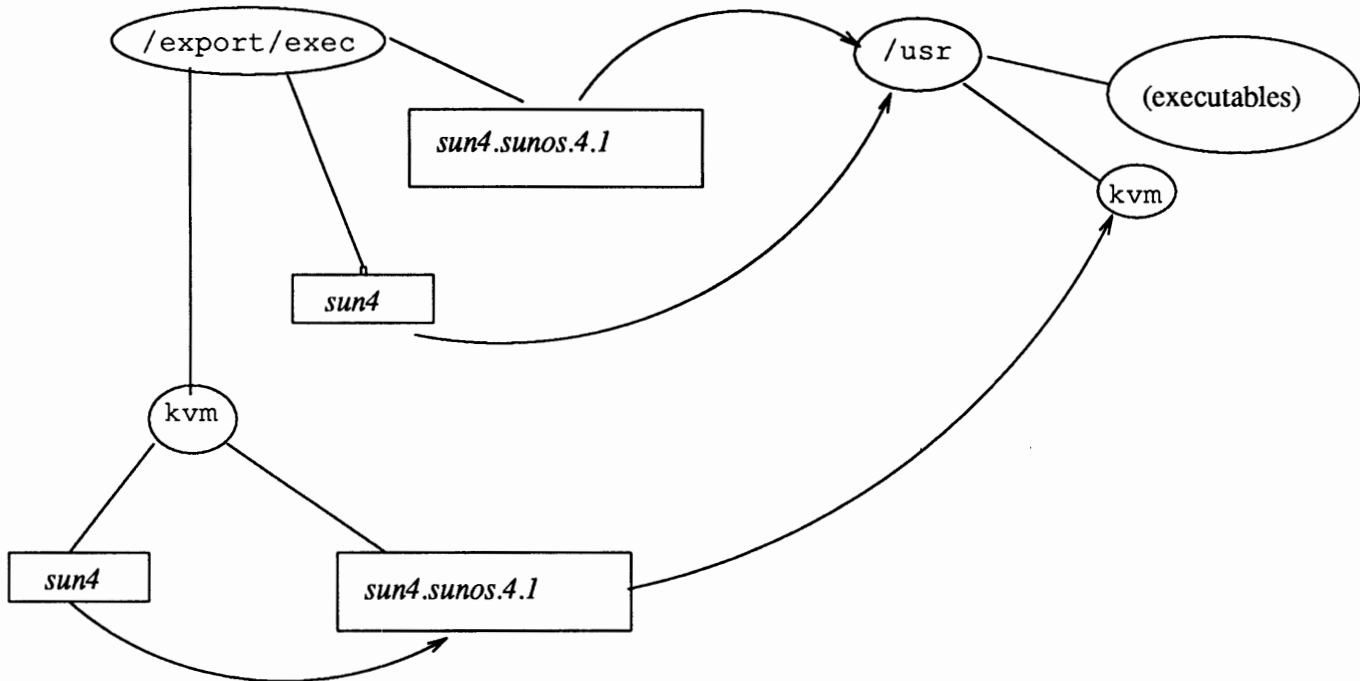 /export/exec
/usr
(executables)
sun4.sunos.4.1
kvm
sun4
kvm
sun4
sun4.sunos.4.1